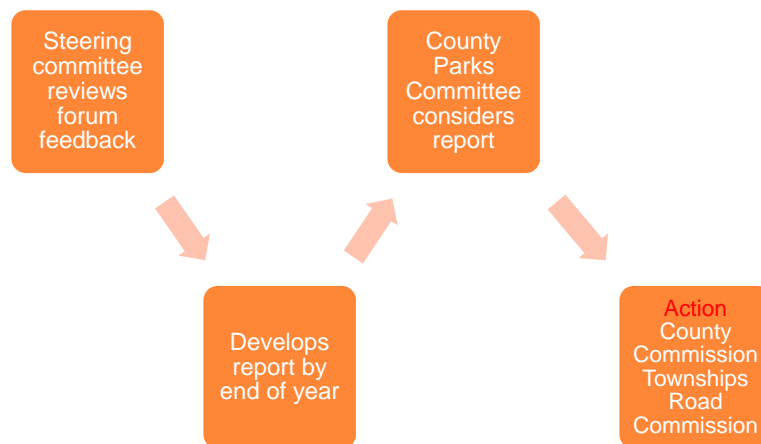 Steering
committee
reviews
forum
feedback
Develops
report by
end of year
County
Parks
Committee
considers
report
Action
County
Commission
Townships
Road
Commission